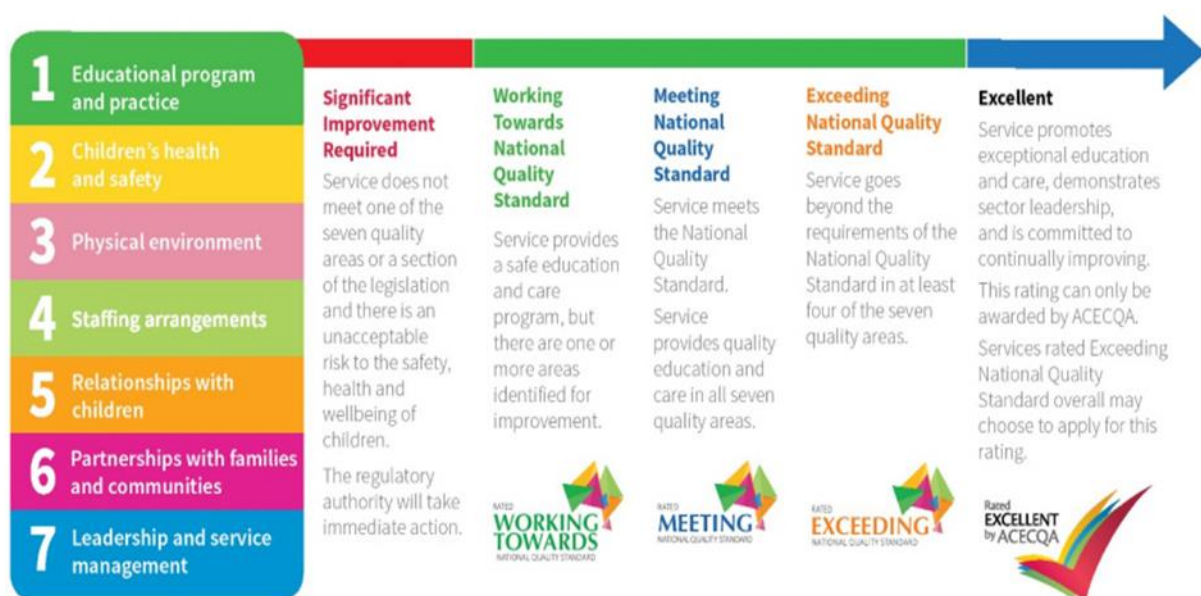 1 Educational program
and practice
2 Children's health
and safety
3 Physical environment
4 Staffing arrangements
5 Relationships with
children
6 Partnerships with families
and communities
7 Leadership and service
management
Significant
Improvement
Required
Service does not
meet one of the
seven quality
areas or a section
of the legislation
and there is an
unacceptable
risk to the safety,
health and
wellbeing of
children.
The regulatory
authority will take
immediate action.
Working
Towards
National
Quality
Standard
Service provides
a safe education
and care
program, but
there are one or
more areas
identified for
improvement.
RATED
WORKING
TOWARDS
NATIONAL QUALITY STANDARD
Meeting
National
Quality
Standard
Service meets
the National
Quality
Standard.
Service
provides quality
education and
care in all seven
quality areas.
RATED
MEETING
NATIONAL QUALITY STANDARD
Exceeding
National Quality
Standard
Service goes
beyond the
requirements of the
National Quality
Standard in at least
four of the seven
quality areas.
RATED
EXCEEDING
NATIONAL QUALITY STANDARD
Excellent
Service promotes
exceptional education
and care, demonstrates
sector leadership,
and is committed to
continually improving.
This rating can only be
awarded by ACECQA.
Services rated Exceeding
National Quality
Standard overall may
choose to apply for this
rating.
Rated
EXCELLENT
by ACECQA